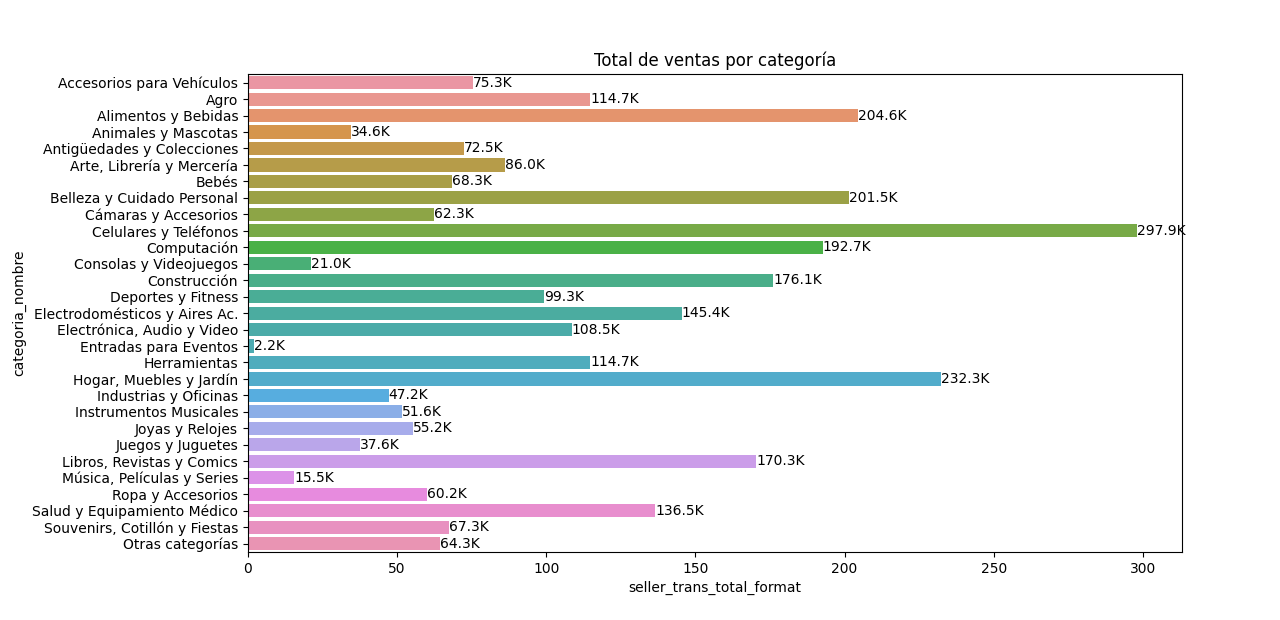 Total de ventas por categoría
categoria_nombre
Accesorios para Vehículos 75.3K
Agro 114.7K
Alimentos y Bebidas 204.6K
Animales y Mascotas 34.6K
Antigüedades y Colecciones 72.5K
Arte, Librería y Mercería 86.0K
Bebés 68.3K
Belleza y Cuidado Personal 201.5K
Cámaras y Accesorios 62.3K
Celulares y Teléfonos 297.9K
Computación 192.7K
Consolas y Videojuegos 21.0K
Construcción 176.1K
Deportes y Fitness 99.3K
Electrodomésticos y Aires Ac. 145.4K
Electrónica, Audio y Video 108.5K
Entradas para Eventos 2.2K
Herramientas 114.7K
Hogar, Muebles y Jardín 232.3K
Industrias y Oficinas 47.2K
Instrumentos Musicales 51.6K
Joyas y Relojes 55.2K
Juegos y Juguetes 37.6K
Libros, Revistas y Comics 170.3K
Música, Películas y Series 15.5K
Ropa y Accesorios 60.2K
Salud y Equipamiento Médico 136.5K
Souvenirs, Cotillón y Fiestas 67.3K
Otras categorías 64.3K
0 50 100 150 200 250 300
seller_trans_total_format